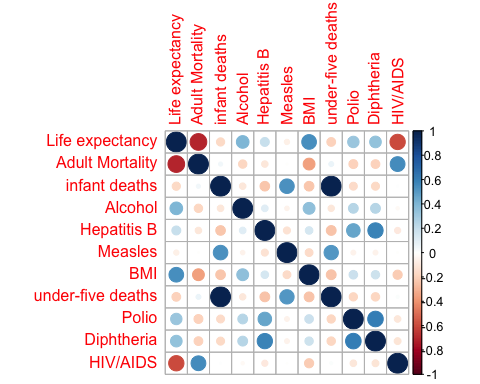 Life expectancy
Adult Mortality
infant deaths
Alcohol
Hepatitis B
Measles
BMI
under-five deaths
Polio
Diphtheria
HIV/AIDS
Life expectancy
Adult Mortality
infant deaths
Alcohol
Hepatitis B
Measles
BMI
under-five deaths
Polio
Diphtheria
HIV/AIDS
1
0.8
0.6
0.4
0.2
0
-0.2
-0.4
-0.6
-0.8
-1